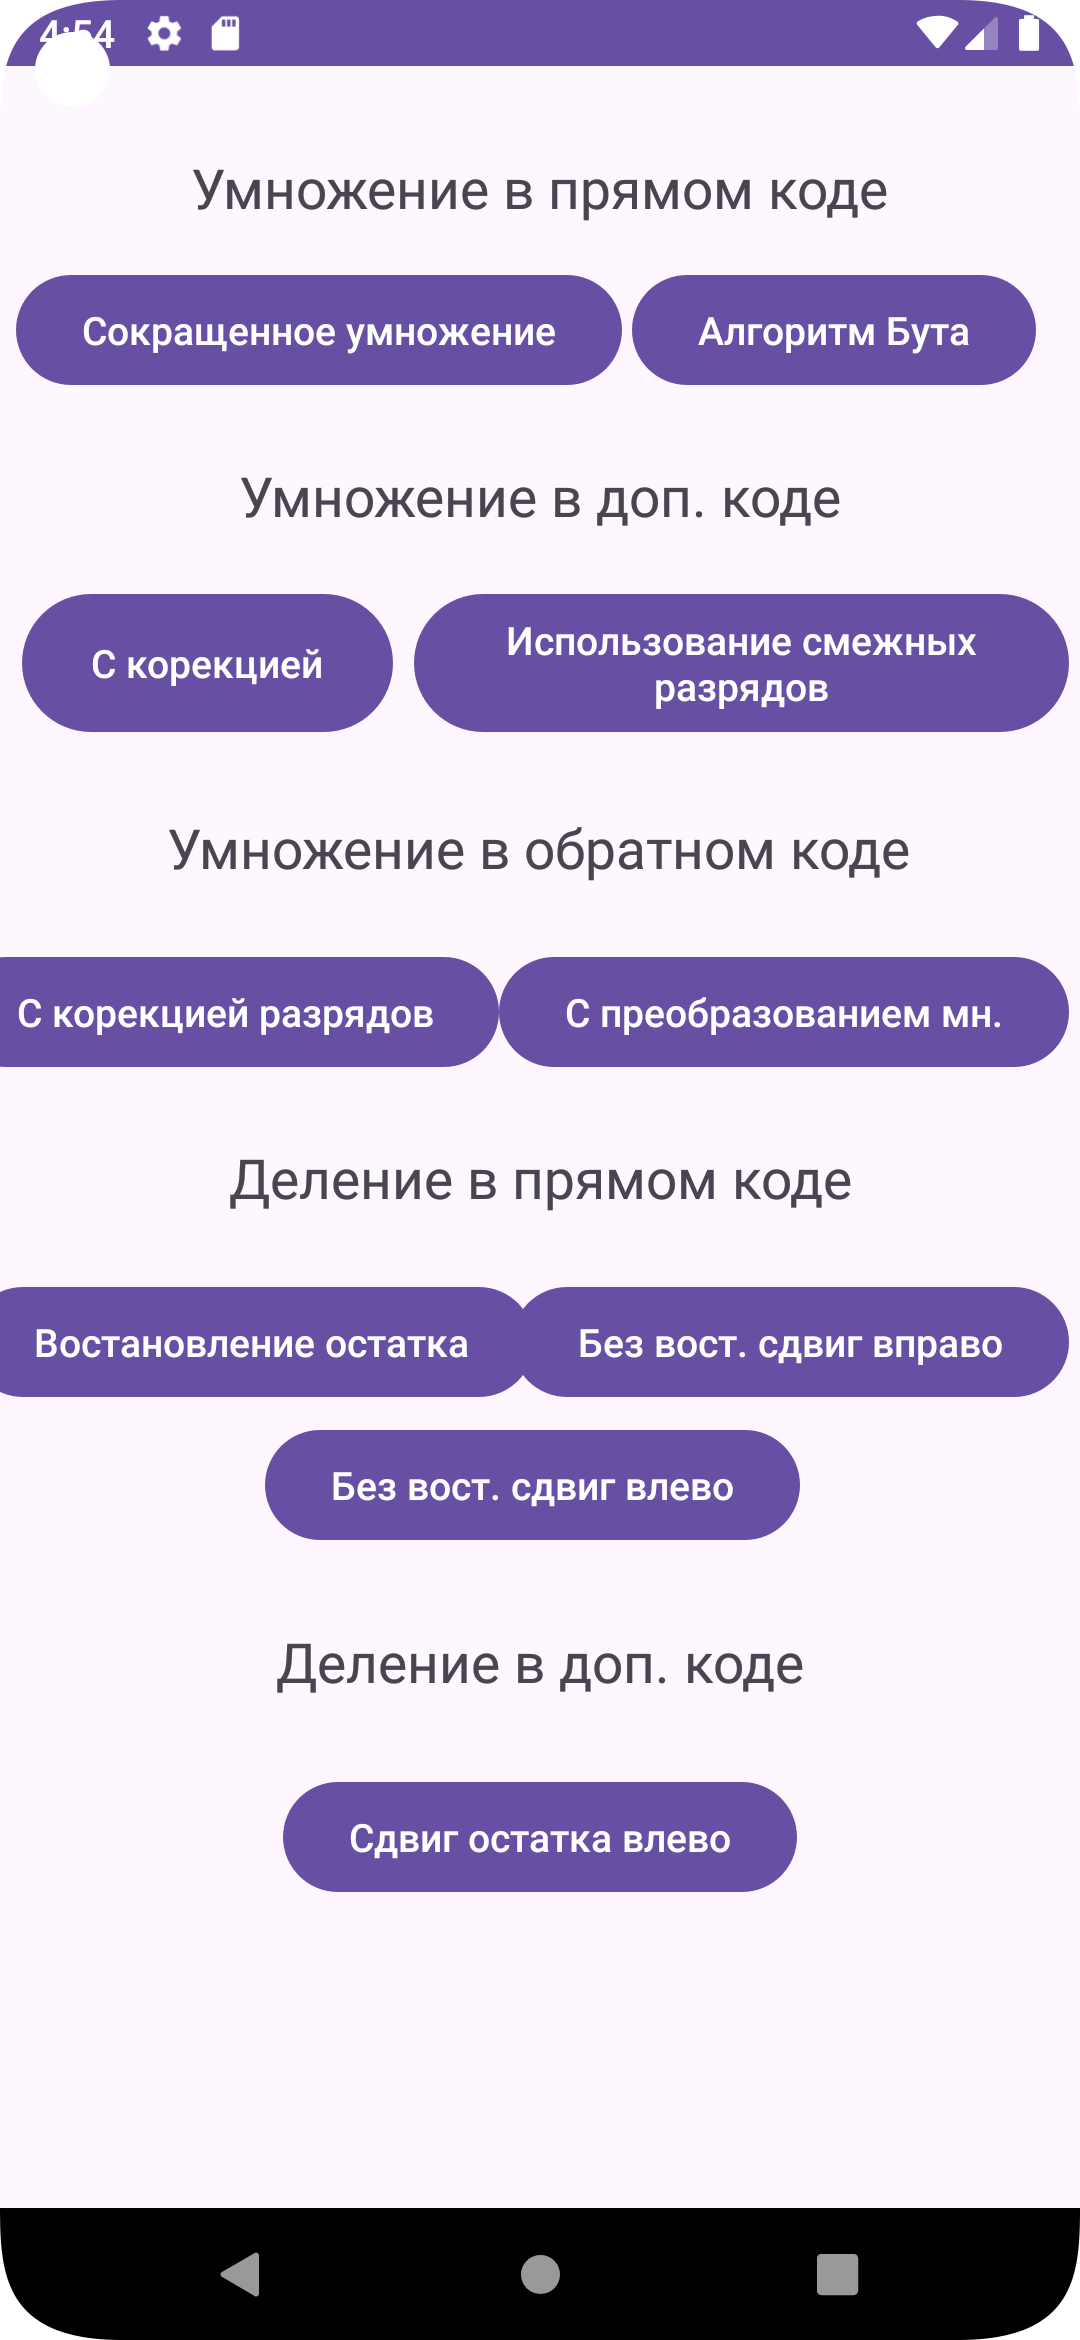 4:54
Умножение в прямом коде
Сокращенное умножение
Алгоритм Бута
Умножение в доп. коде
С корекцией
Использование смежных
разрядов
Умножение в обратном коде
С корекцией разрядов
С преобразованием мн.
Деление в прямом коде
Востановление остатка
Без вост. сдвиг вправо
Без вост. сдвиг влево
Деление в доп. коде
Сдвиг остатка влево